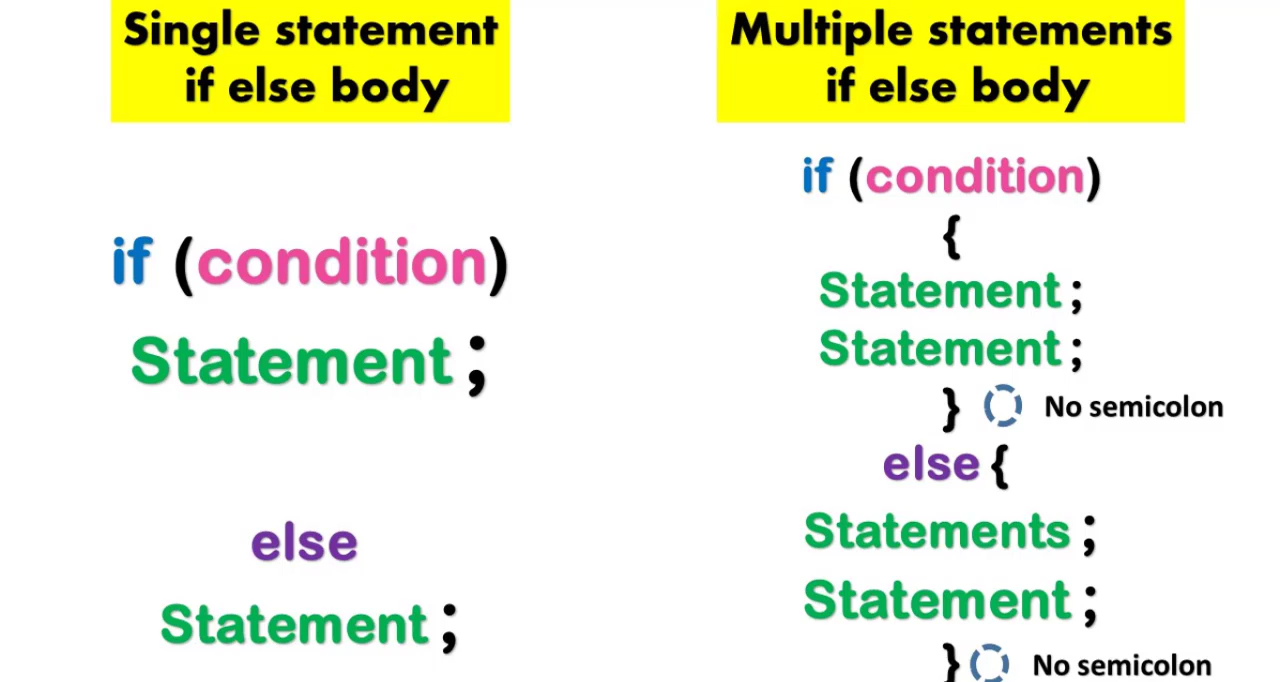 Single statement
if else body
if (condition)
Statement ;
else
Statement ;
Multiple statements
if else body
if (condition)
{
Statement ;
Statement ;
} No semicolon
else {
Statements ;
Statement ;
} No semicolon